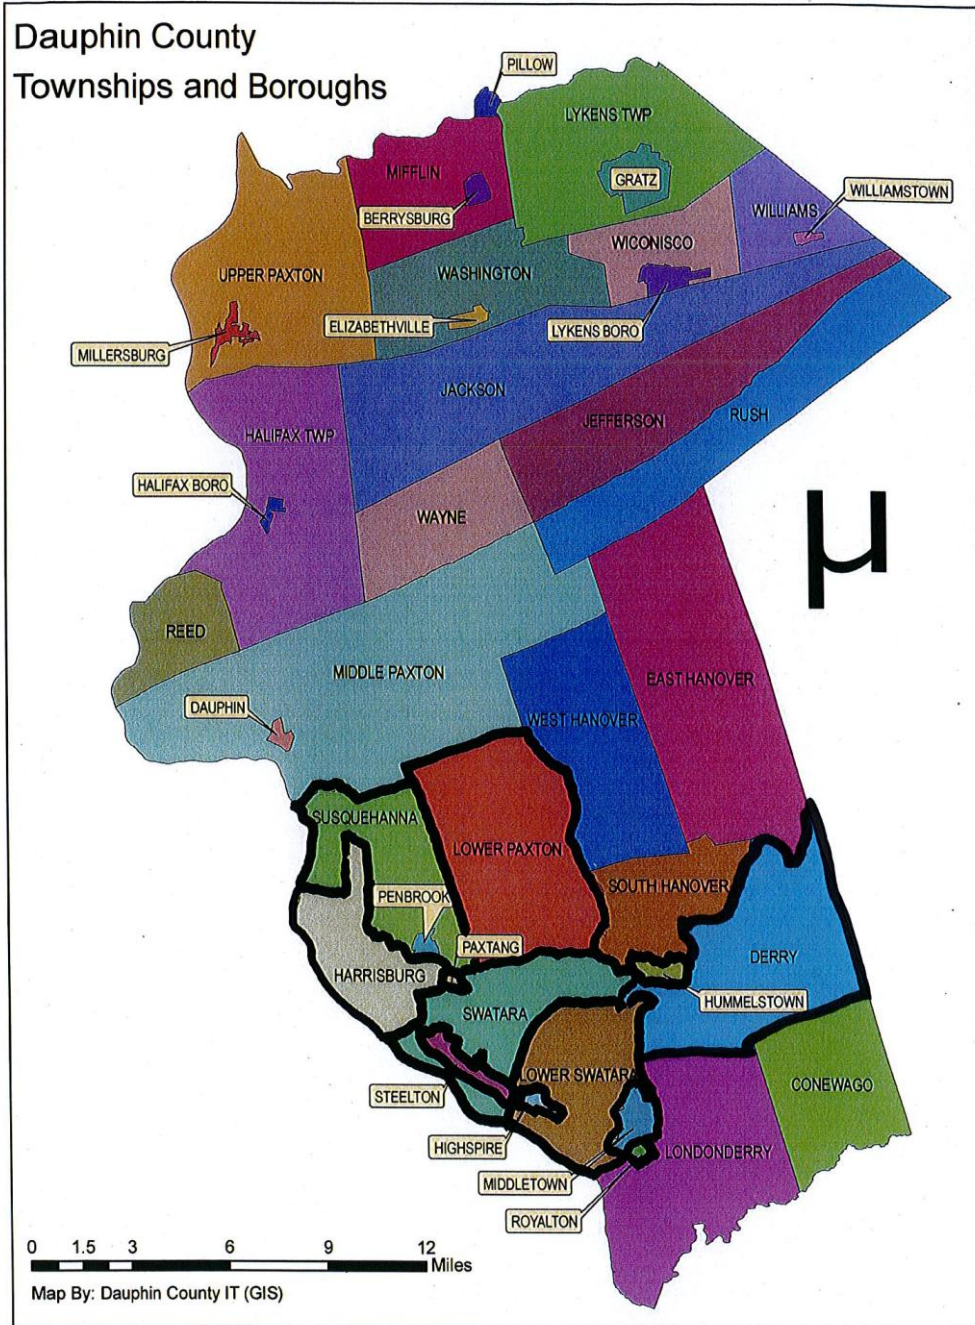 Dauphin County
Townships and Boroughs
PILLOW
LYKENS TWP
MIFFLIN
GRATZ
BERRYSBURG
WILLIAMSTOWN
WILLIAMS
WICONISCO
UPPER PAXTON
WASHINGTON
ELIZABETHVILLE
LYKENS BORO
MILLERSBURG
JACKSON
JEFFERSON
RUSH
HALIFAX TWP
HALIFAX BORO
WAYNE
µ
REED
MIDDLE PAXTON
EAST HANOVER
DAUPHIN
WEST HANOVER
SUSQUEHANNA
LOWER PAXTON
SOUTH HANOVER
PENBROOK
PAXTANG
DERRY
HARRISBURG
HUMMELSTOWN
SWATARA
LOWER SWATARA
CONEWAGO
STEELTON
HIGHSPIRE
LONDONDERRY
MIDDLETOWN
ROYALTON
0 1.5 3 6 9 12
Miles
Map By: Dauphin County IT (GIS)